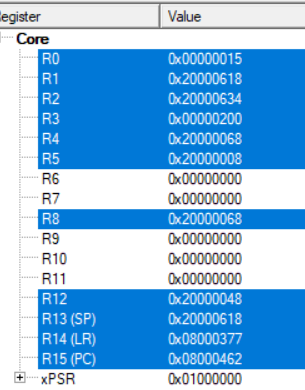 Register Value
Core
R0 0x00000015
R1 0x20000618
R2 0x20000634
R3 0x00000200
R4 0x20000068
R5 0x20000008
R6 0x00000000
R7 0x00000000
R8 0x20000068
R9 0x00000000
R10 0x00000000
R11 0x00000000
R12 0x20000048
R13 (SP) 0x20000618
R14 (LR) 0x08000377
R15 (PC) 0x08000462
xPSR 0x01000000